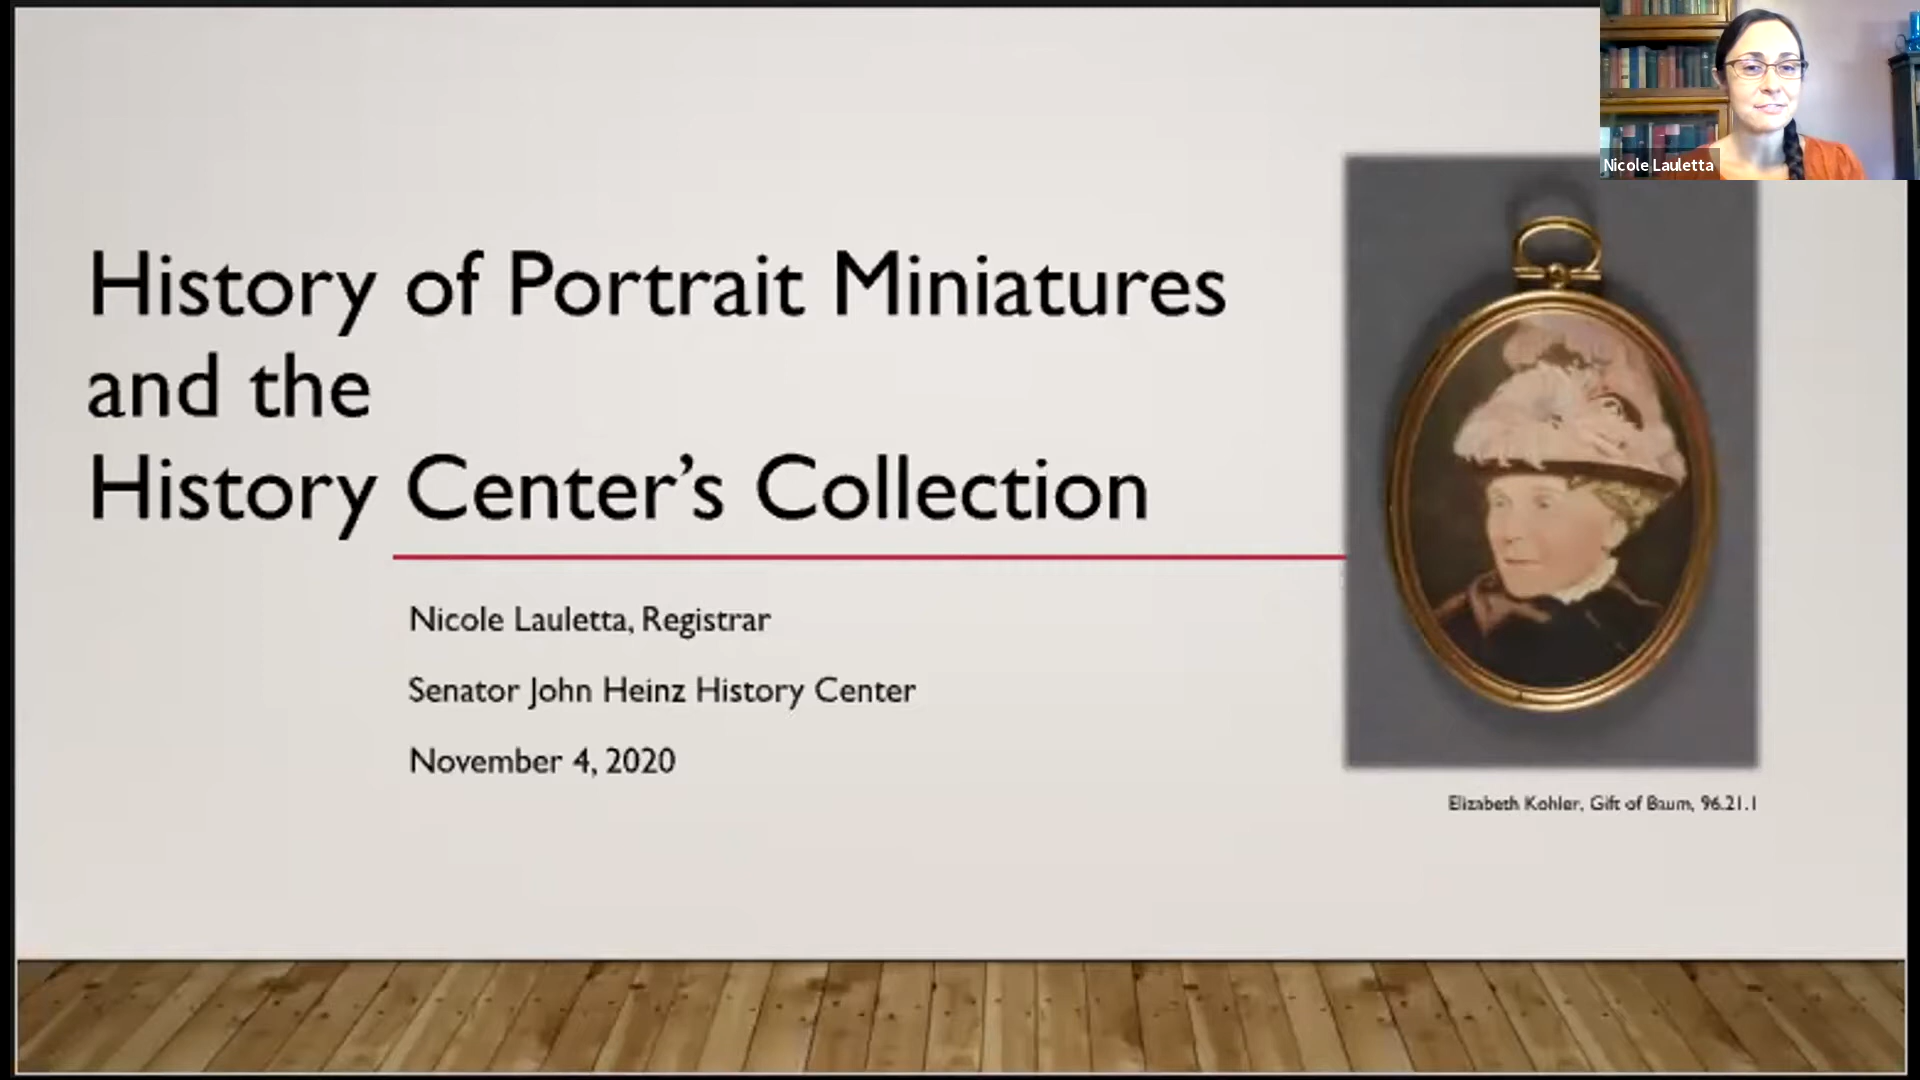 History of Portrait Miniatures
and the
History Center’s Collection
Nicole Lauletta, Registrar
Senator John Heinz History Center
November 4, 2020
Elizabeth Kohler, Gift of Baum, 96.21.1
Nicole Lauletta